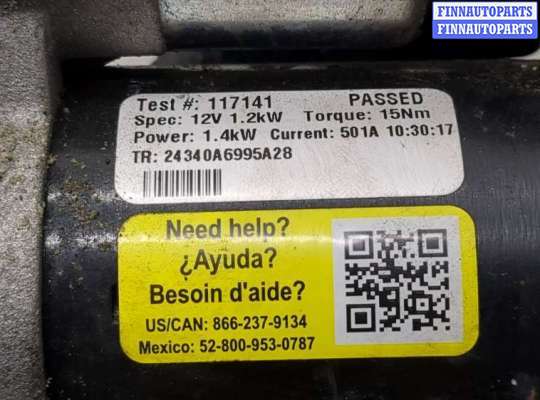 FINNAUTOPARTS
FINNAUTOPARTS
Test #: 117141 PASSED
Spec: 12V 1.2kW Torque: 15Nm
Power: 1.4kW Current: 501A 10:30:17
TR: 24340A6995A28
Need help?
¿Ayuda?
Besoin d'aide?
US/CAN: 866-237-9134
Mexico: 52-800-953-0787